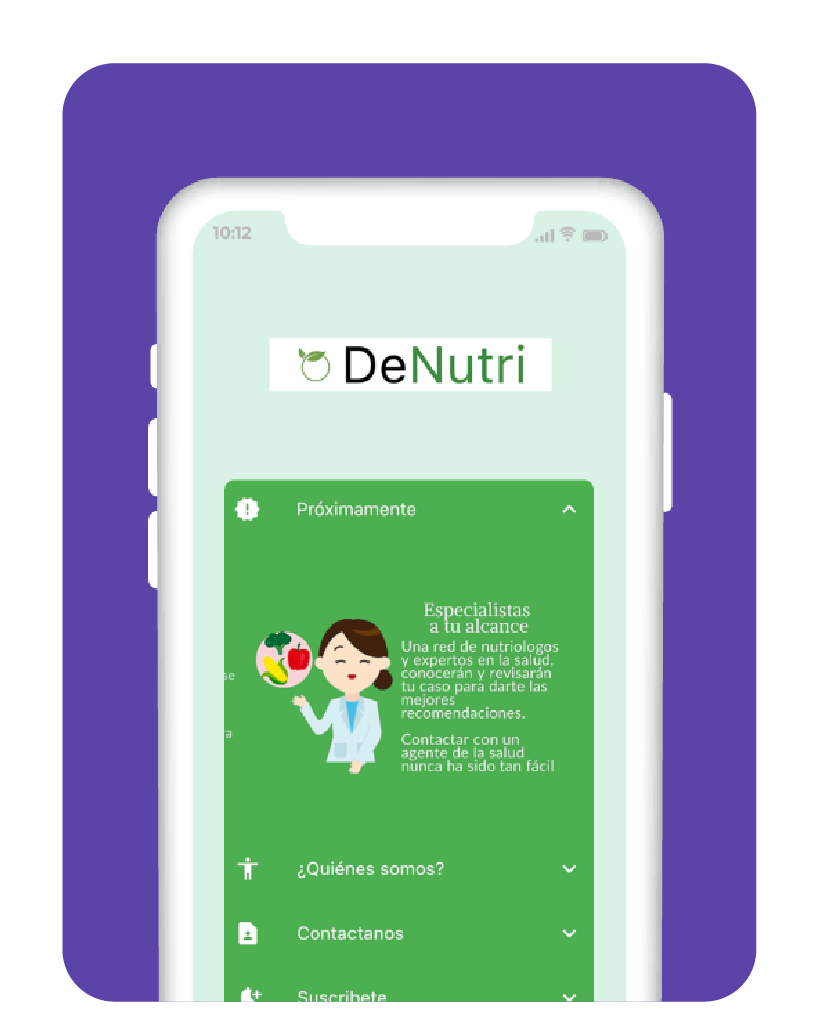 10:12
DeNutri
Próximamente
Especialistas
a tu alcance
Una red de nutriologos
y expertos en la salud,
conocerán y revisarán
tu caso para darte las
mejores
recomendaciones.
Contactar con un
agente de la salud
nunca ha sido tan fácil
se
ra
¿Quiénes somos?
Contactanos
Suscribete